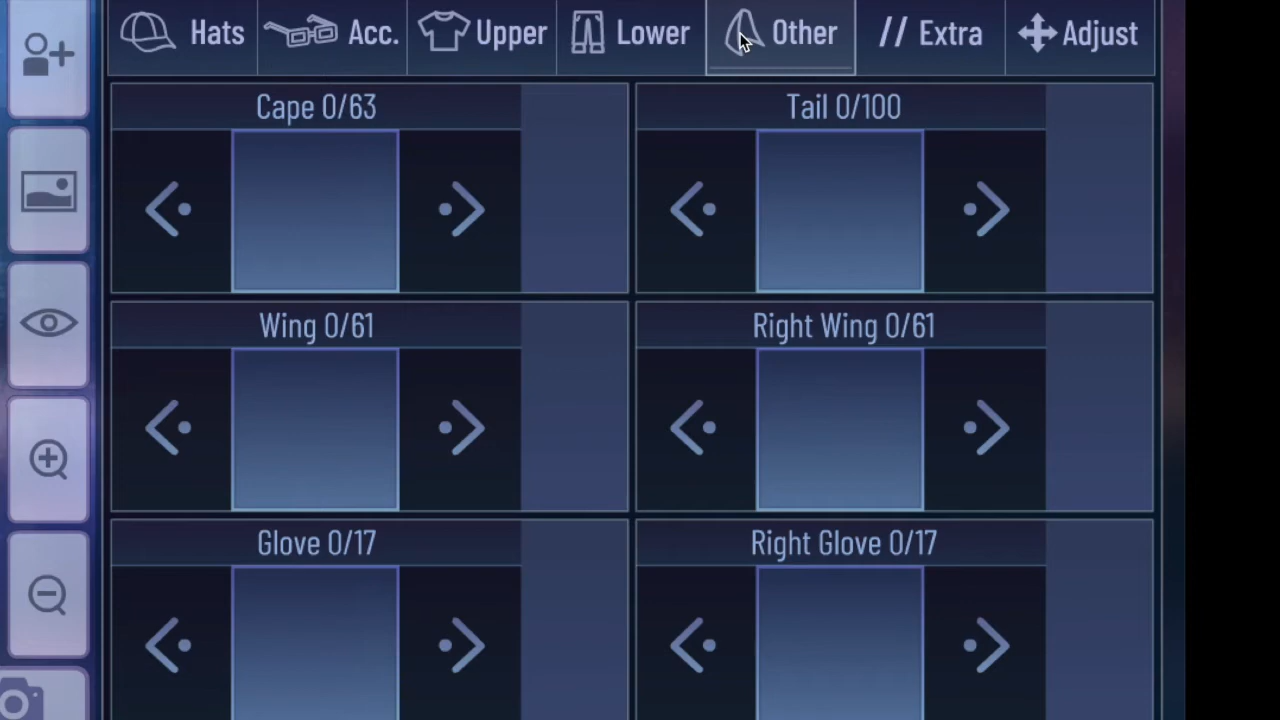 Hats Acc. Upper Lower Other Extra Adjust
Cape 0/63 Tail 0/100
Wing 0/61 Right Wing 0/61
Glove 0/17 Right Glove 0/17